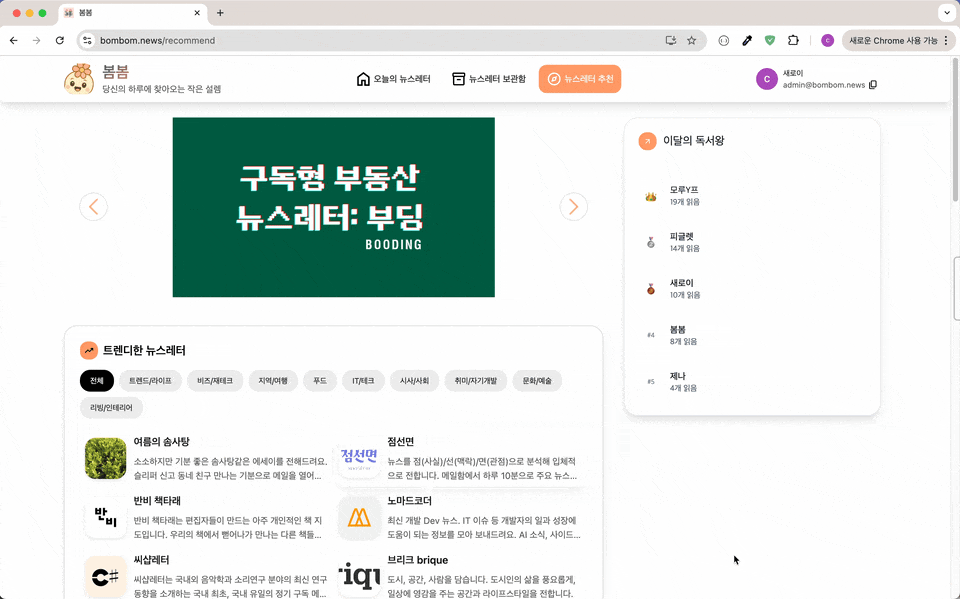 봄봄
bombom.news/recommend
C
새로운 Chrome 사용 가능
봄봄
당신의 하루에 찾아오는 작은 설렘
오늘의 뉴스레터
뉴스레터 보관함
뉴스레터 추천
C
새로이
admin@bombom.news
구독형 부동산
뉴스레터: 부딩
BOODING
이달의 독서왕
모루Y프
19개 읽음
피글렛
14개 읽음
새로이
10개 읽음
#4
봄봄
8개 읽음
#5
제나
4개 읽음
트렌디한 뉴스레터
전체
트렌드/라이프
비즈/재테크
지역/여행
푸드
IT/테크
시사/사회
취미/자기개발
문화/예술
리빙/인테리어
여름의 솜사탕
소소하지만 기분 좋은 솜사탕같은 에세이를 전해드려요.
슬리퍼 신고 동네 친구 만나는 기분으로 메일을 열어...
점선면
점선면
뉴스를 점(사실)/선(맥락)/면(관점)으로 분석해 입체적
으로 전합니다. 메일함에서 하루 10분으로 주요 뉴스...
반비
반비 책타래
반비 책타래는 편집자들이 만드는 아주 개인적인 책 지
도입니다. 우리의 책에서 뻗어나가 만나는 다른 책들...
노마드코더
최신 개발 Dev 뉴스. IT 이슈 등 개발자의 일과 성장에
도움이 되는 정보를 모아 보내드려요. AI 소식, 사이드...
C#
씨샵레터
씨샵레터는 국내외 음악학과 소리연구 분야의 최신 연구
동향을 소개하는 국내 최초, 국내 유일의 정기 구독 메...
riqu
브리크 brique
도시, 공간, 사람을 담습니다. 도시인의 삶을 풍요롭게,
일상에 영감을 주는 공간과 라이프스타일을 전합니다.